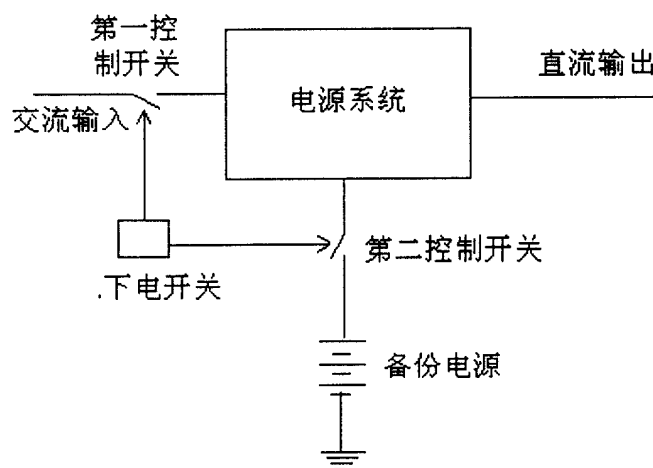 第一控
制开关
交流输入
电源系统
直流输出
第二控制开关
.下电开关
备份电源